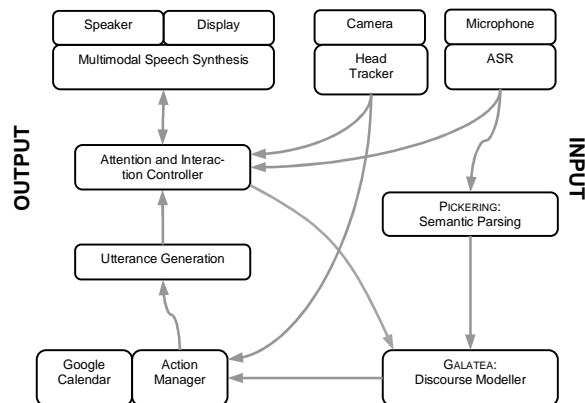 Speaker
Display
Camera
Microphone
Multimodal Speech Synthesis
Head
Tracker
ASR
OUTPUT
INPUT
Attention and Interac-
tion Controller
PICKERING:
Semantic Parsing
Utterance Generation
Google
Calendar
Action
Manager
GALATEA:
Discourse Modeller